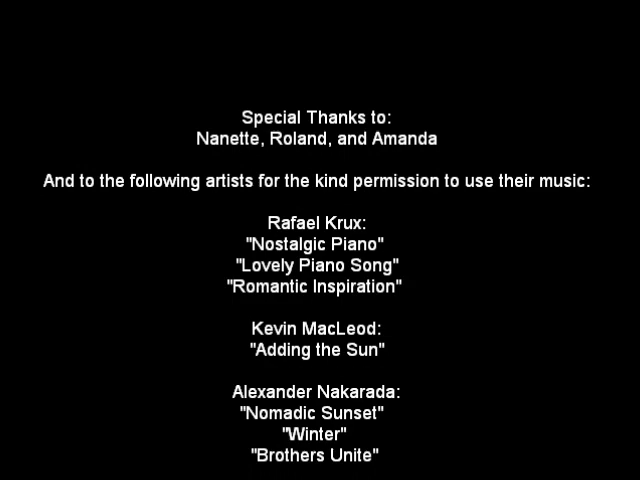 Special Thanks to:
Nanette, Roland, and Amanda
And to the following artists for the kind permission to use their music:
Rafael Krux:
"Nostalgic Piano"
"Lovely Piano Song"
"Romantic Inspiration"
Kevin MacLeod:
"Adding the Sun"
Alexander Nakarada:
"Nomadic Sunset"
"Winter"
"Brothers Unite"